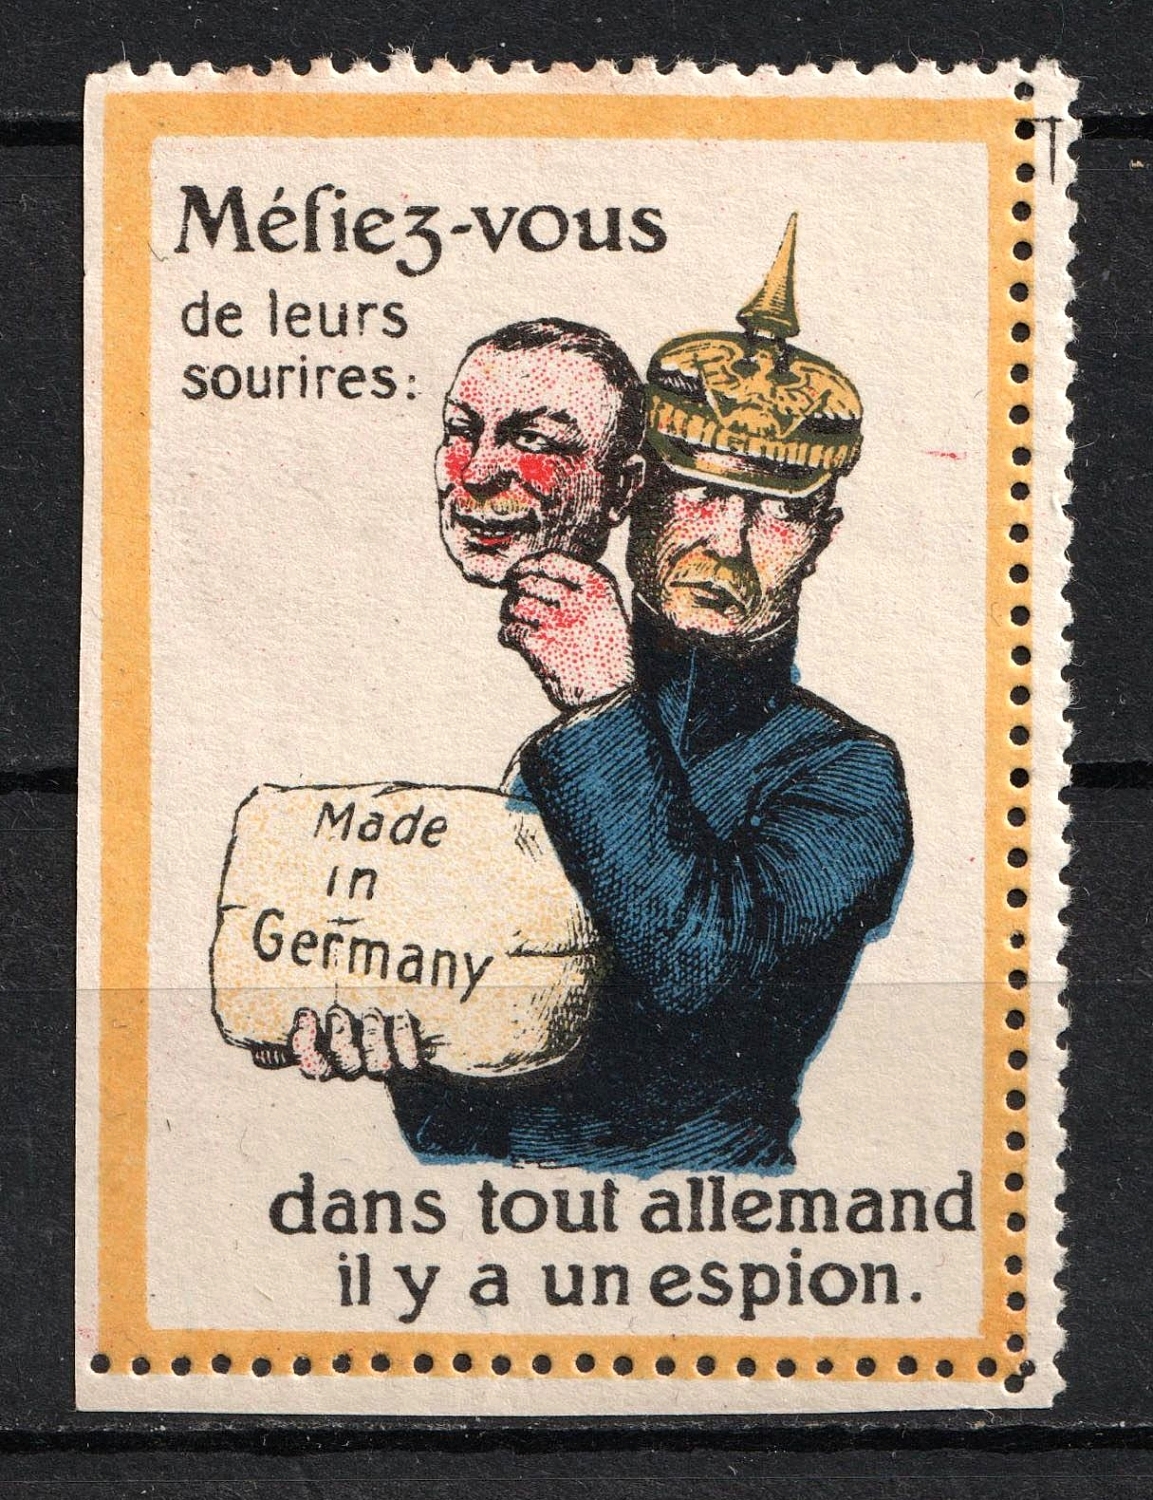 Méfiez-vous
de leurs
sourires:
Made
in
Germany
dans tout allemand
il y a un espion.